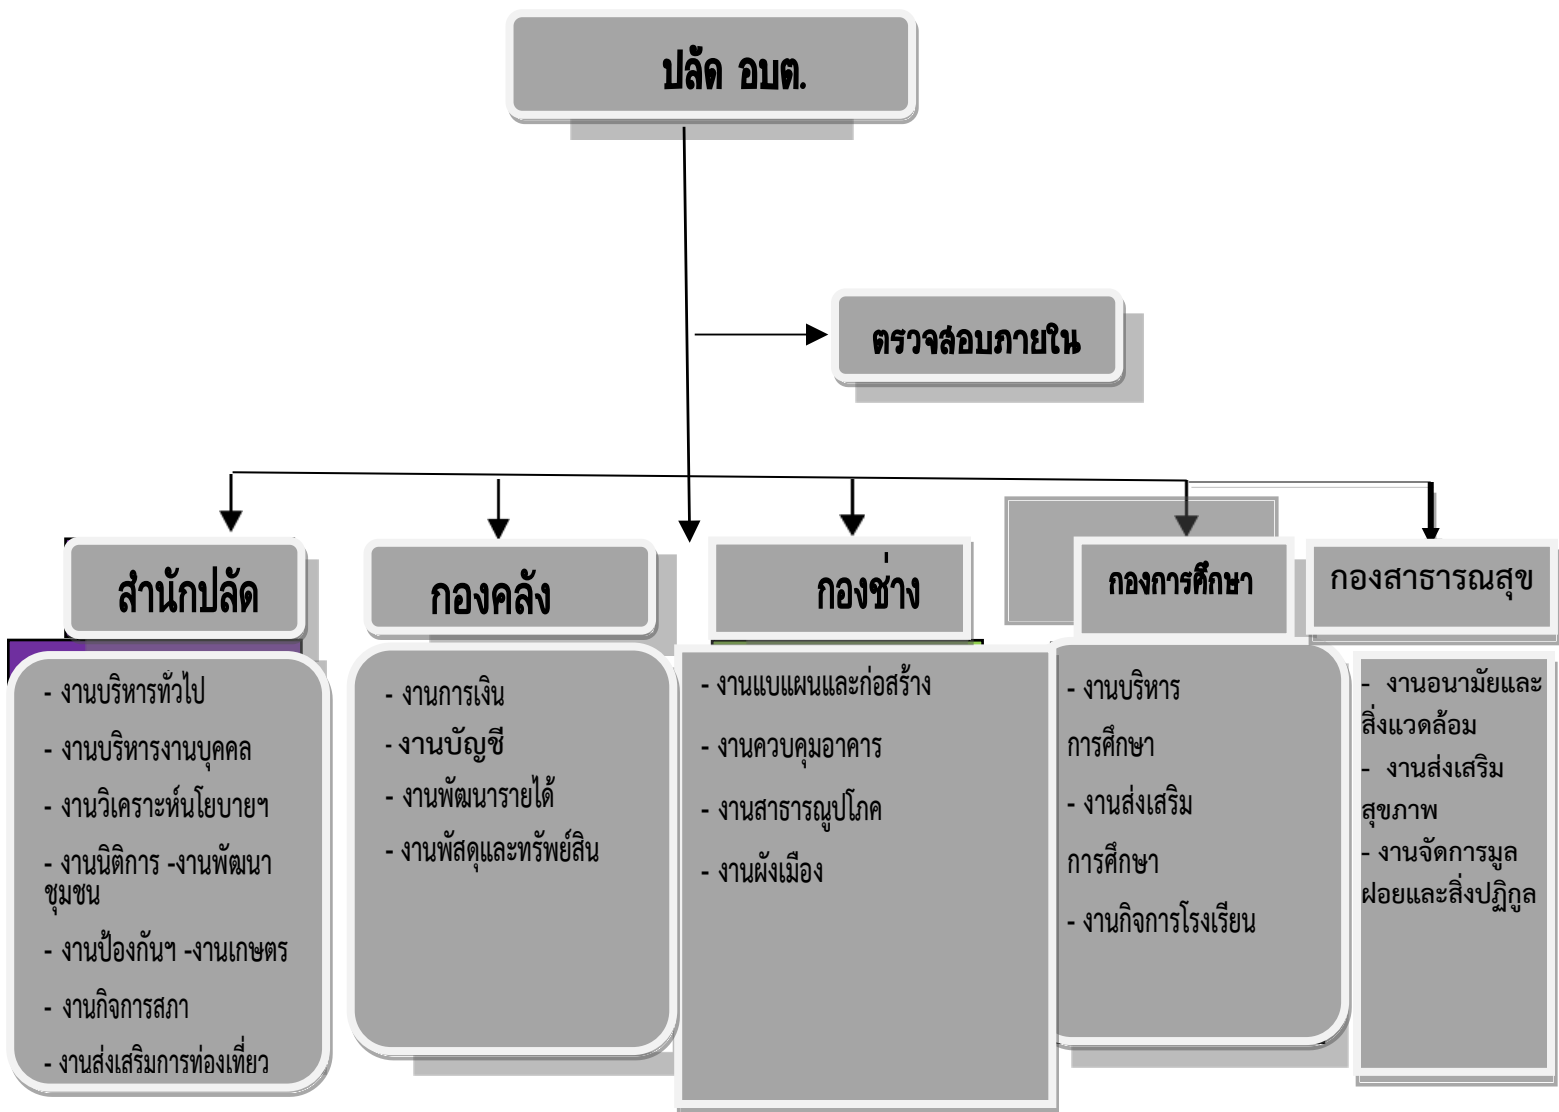 ปลัด อบต.
ตรวจสอบภายใน
สำนักปลัด
กองคลัง
กองช่าง
กองการศึกษา
กองสาธารณสุข
- งานบริหารทั่วไป
- งานบริหารงานบุคคล
- งานวิเคราะห์นโยบายฯ
- งานนิติการ -งานพัฒนา
ชุมชน
- งานป้องกันฯ -งานเกษตร
- งานกิจการสภา
- งานส่งเสริมการท่องเที่ยว
- งานการเงิน
- งานบัญชี
- งานพัฒนารายได้
- งานพัสดุและทรัพย์สิน
- งานแบแผนและก่อสร้าง
- งานควบคุมอาคาร
- งานสาธารณูปโภค
- งานผังเมือง
- งานบริหาร
การศึกษา
- งานส่งเสริม
การศึกษา
- งานกิจการโรงเรียน
- งานอนามัยและ
สิ่งแวดล้อม
- งานส่งเสริม
สุขภาพ
- งานจัดการมูล
ฝอยและสิ่งปฏิกูล